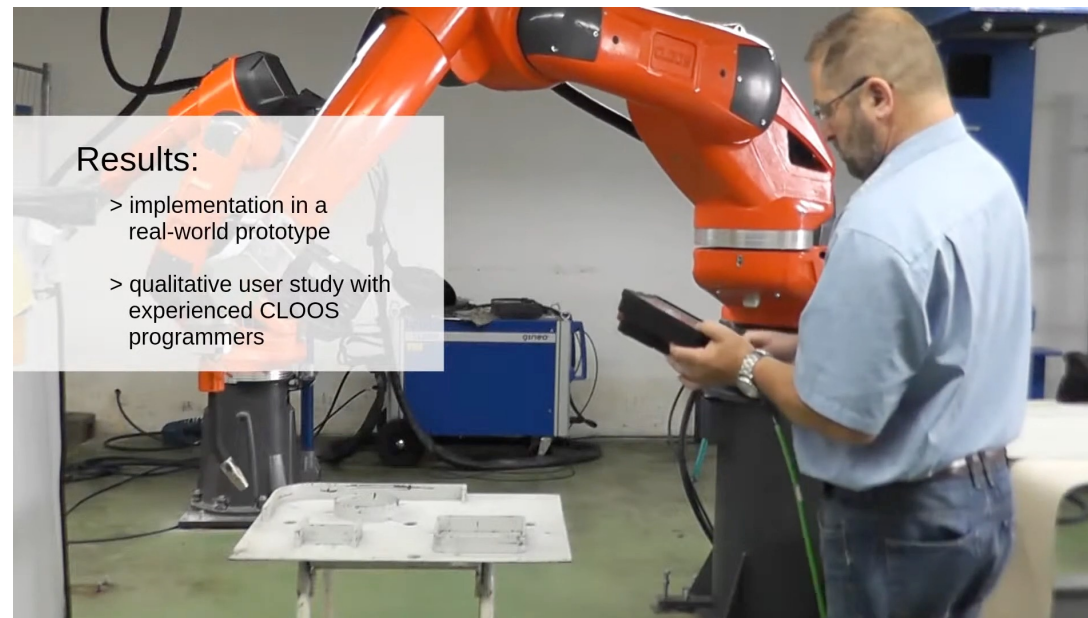 Results:
> implementation in a
real-world prototype
> qualitative user study with
experienced CLOOS
programmers
CLOOS